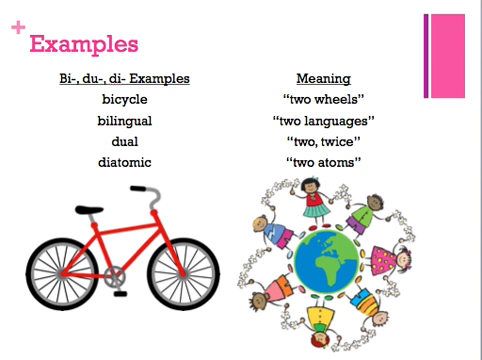 +
Examples
Bi-, du-, di- Examples Meaning
bicycle “two wheels”
bilingual “two languages”
dual “two, twice”
diatomic “two atoms”